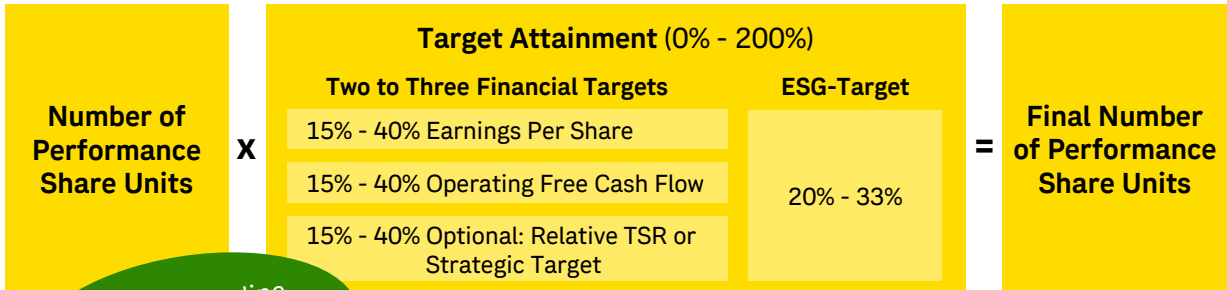 Number of
Performance
Share Units
x
Target Attainment (0% - 200%)
Two to Three Financial Targets
15% - 40% Earnings Per Share
15% - 40% Operating Free Cash Flow
15% - 40% Optional: Relative TSR or
Strategic Target
ESG-Target
20% - 33%
=
Final Number
of Performance
Share Units